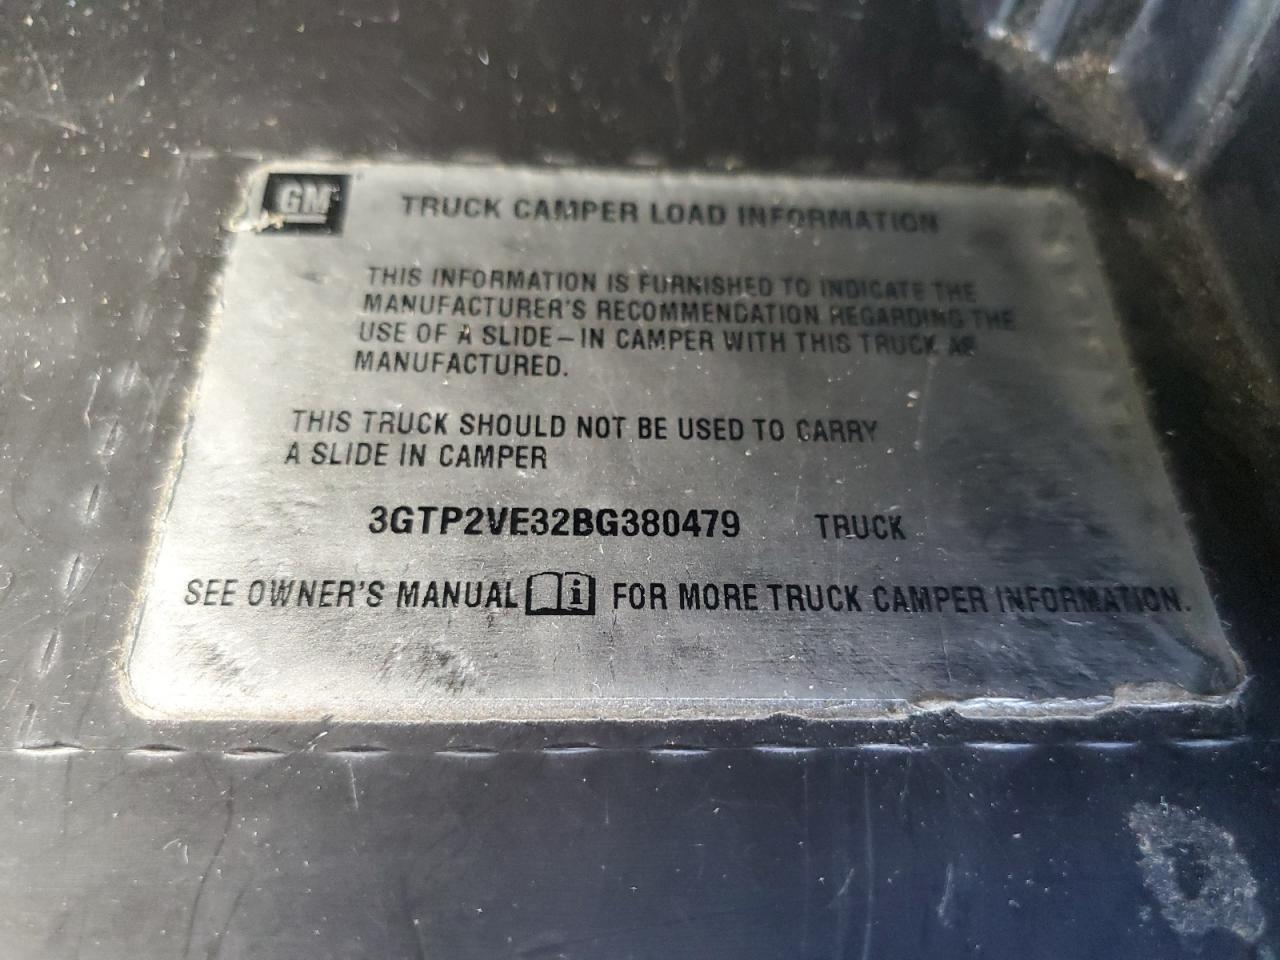 GM
TRUCK CAMPER LOAD INFORMATION
THIS INFORMATION IS FURNISHED TO INDICATE THE
MANUFACTURER'S RECOMMENDATION REGARDING THE
USE OF A SLIDE–IN CAMPER WITH THIS TRUCK AS
MANUFACTURED.
THIS TRUCK SHOULD NOT BE USED TO CARRY
A SLIDE IN CAMPER
3GTP2VE32BG380479 TRUCK
SEE OWNER'S MANUAL i FOR MORE TRUCK CAMPER INFORMATION.